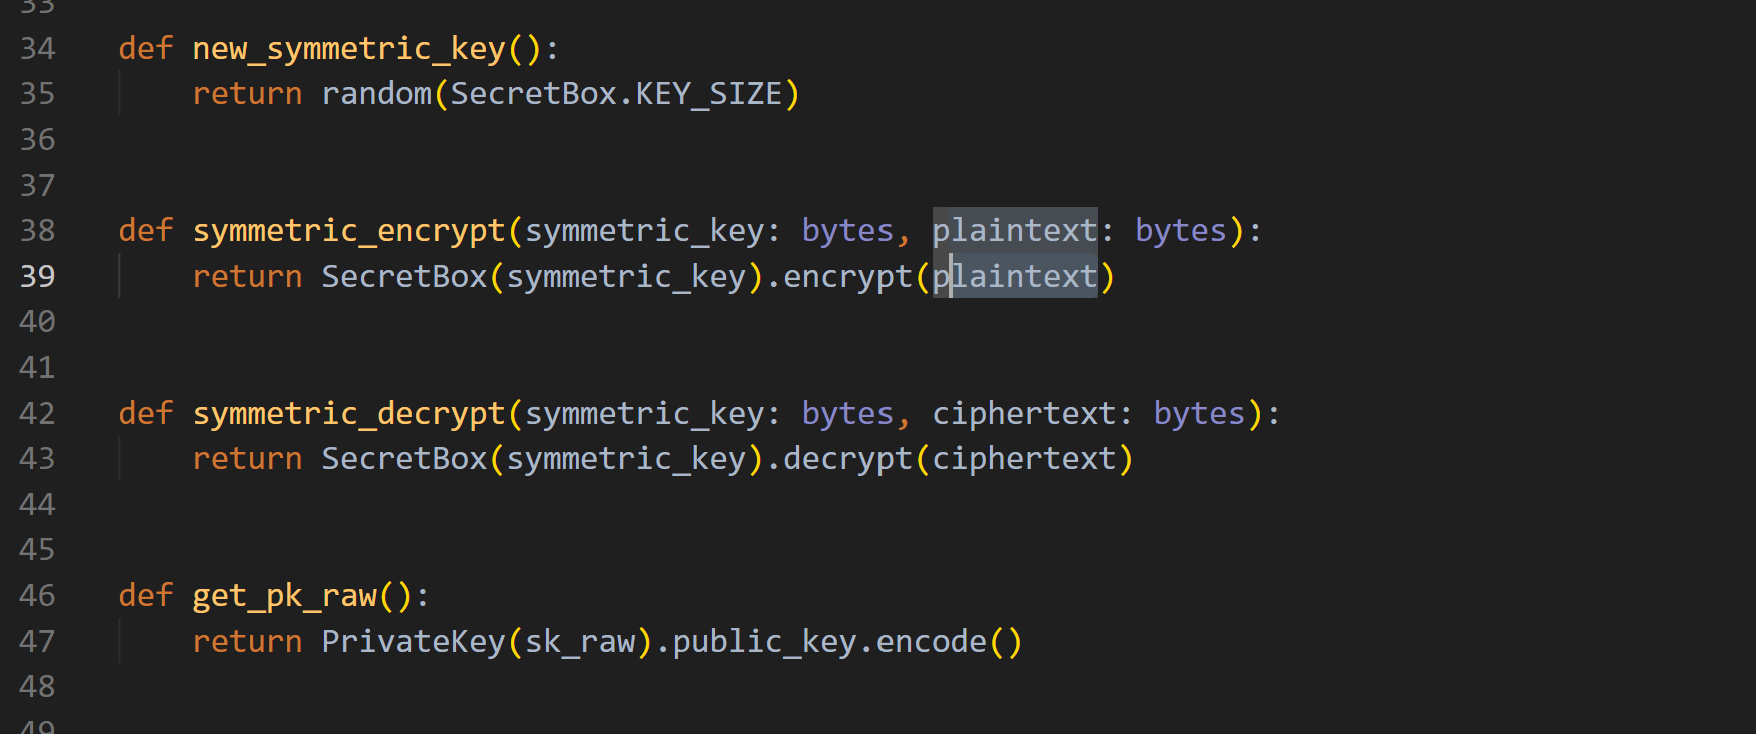 33
34 def new_symmetric_key():
35     return random(SecretBox.KEY_SIZE)
36
37
38 def symmetric_encrypt(symmetric_key: bytes, plaintext: bytes):
39     return SecretBox(symmetric_key).encrypt(plaintext)
40
41
42 def symmetric_decrypt(symmetric_key: bytes, ciphertext: bytes):
43     return SecretBox(symmetric_key).decrypt(ciphertext)
44
45
46 def get_pk_raw():
47     return PrivateKey(sk_raw).public_key.encode()
48
49